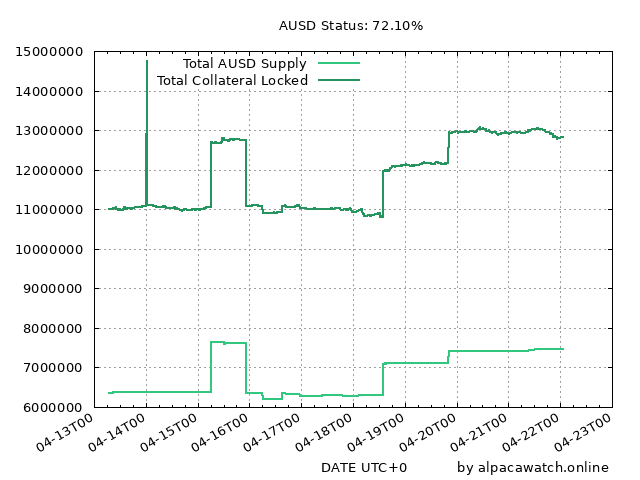 AUSD Status: 72.10%
15000000
14000000
13000000
12000000
11000000
10000000
9000000
8000000
7000000
6000000
Total AUSD Supply
Total Collateral Locked
04-13T00
04-14T00
04-15T00
04-16T00
04-17T00
04-18T00
04-19T00
04-20T00
04-21T00
04-22T00
04-23T00
DATE UTC+0
by alpacawatch.online